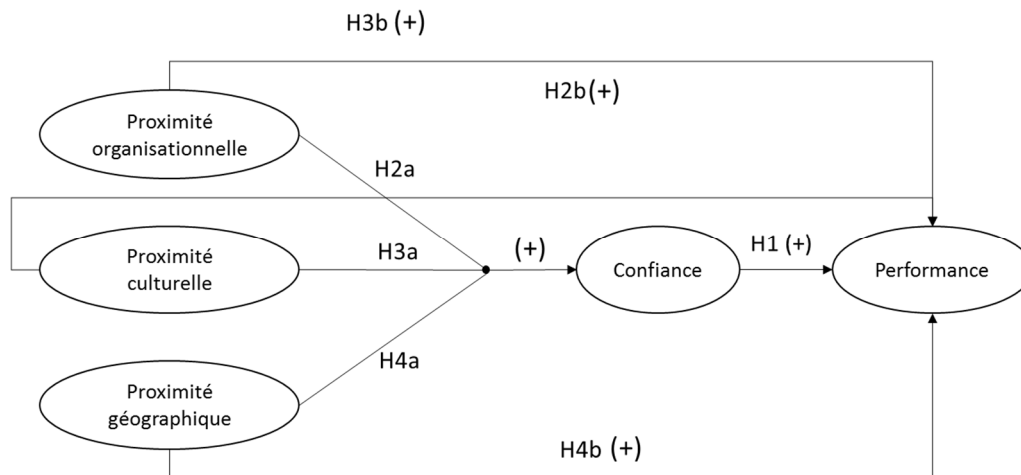 H3b (+)
H2b (+)
Proximité
organisationnelle
H2a
H3a
(+)
H1 (+)
Proximité
culturelle
Confiance
Performance
H4a
Proximité
géographique
H4b (+)